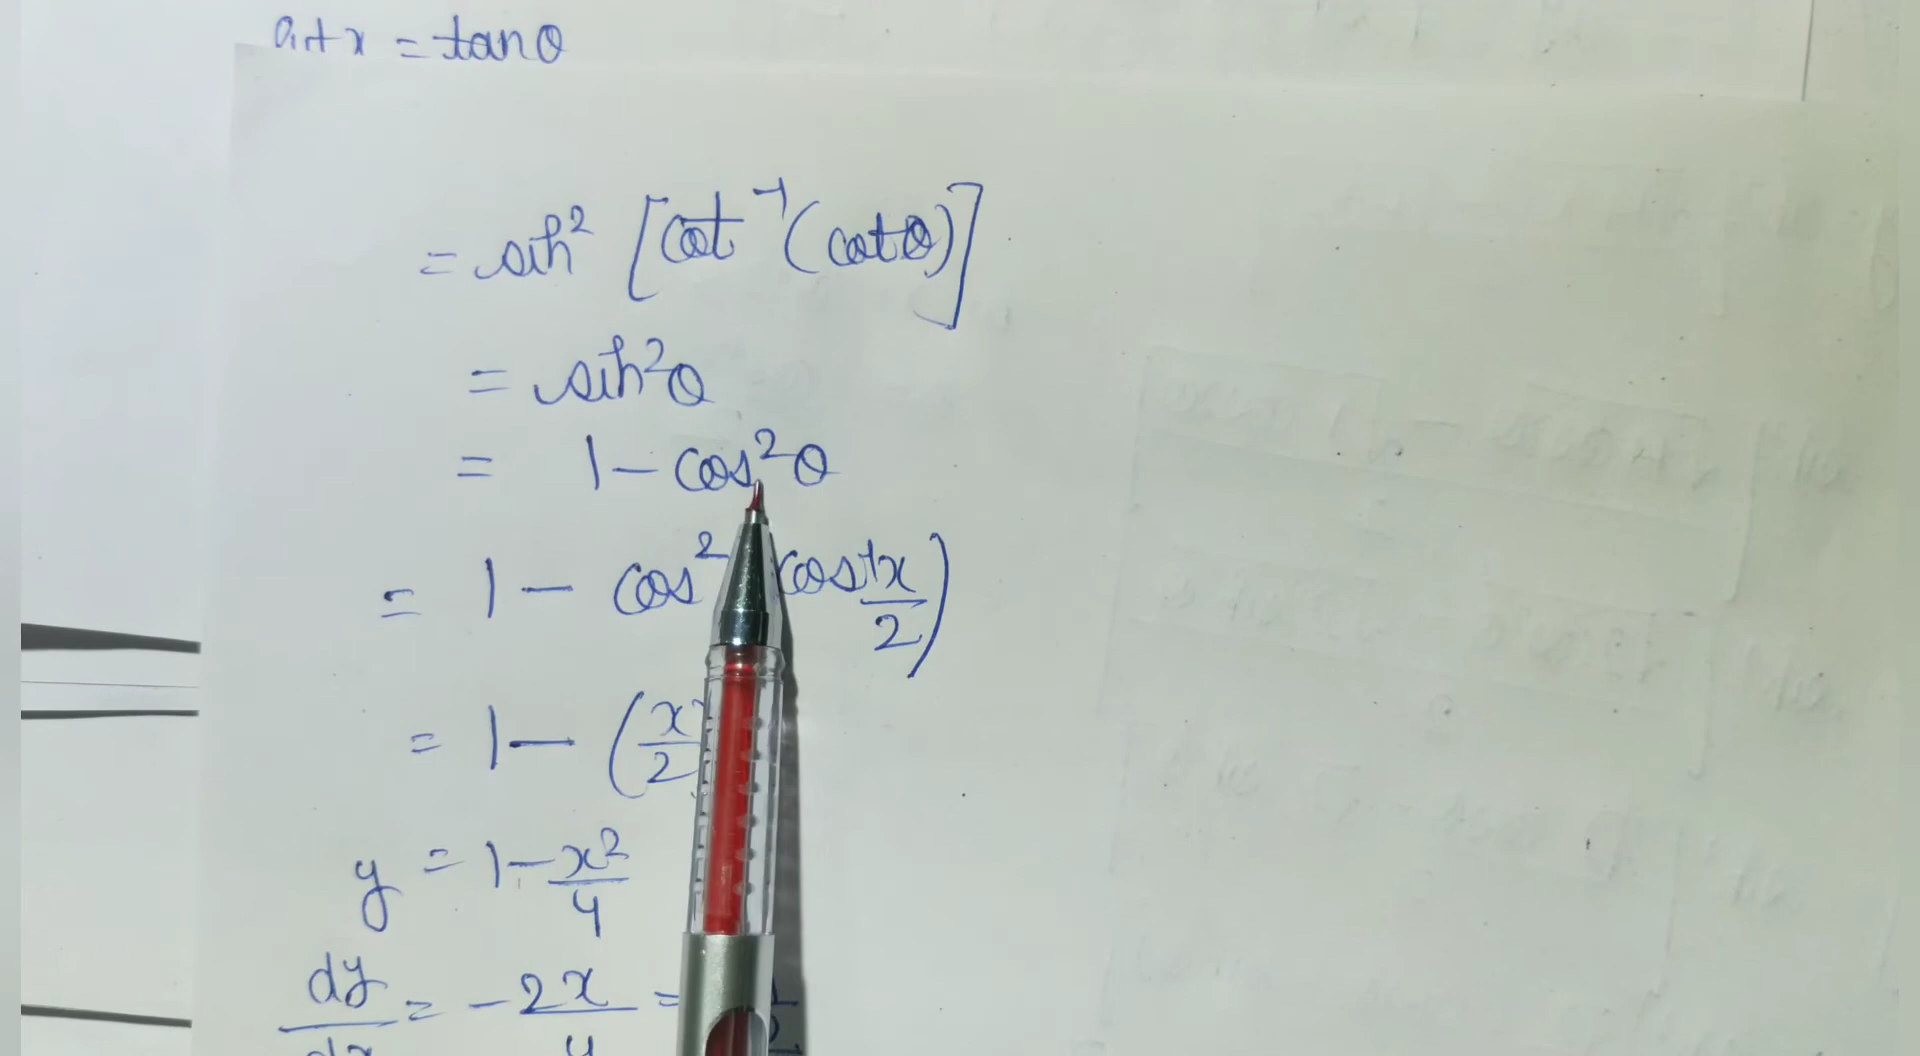 = tanθ
= sin² [cot⁻¹(cotθ)]
= sin²θ
= 1 - cos²θ
= 1 - cos² cos⁻¹x/2)
= 1 - (x/2
y = 1 - x²/4
dy/dx = -2x/4 =